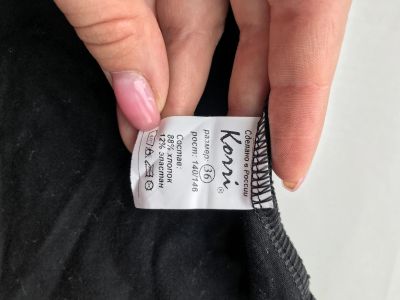 Сделано в России
Korri®
размер: 36
рост: 140/146
Состав:
88% хлопок
12% эластан